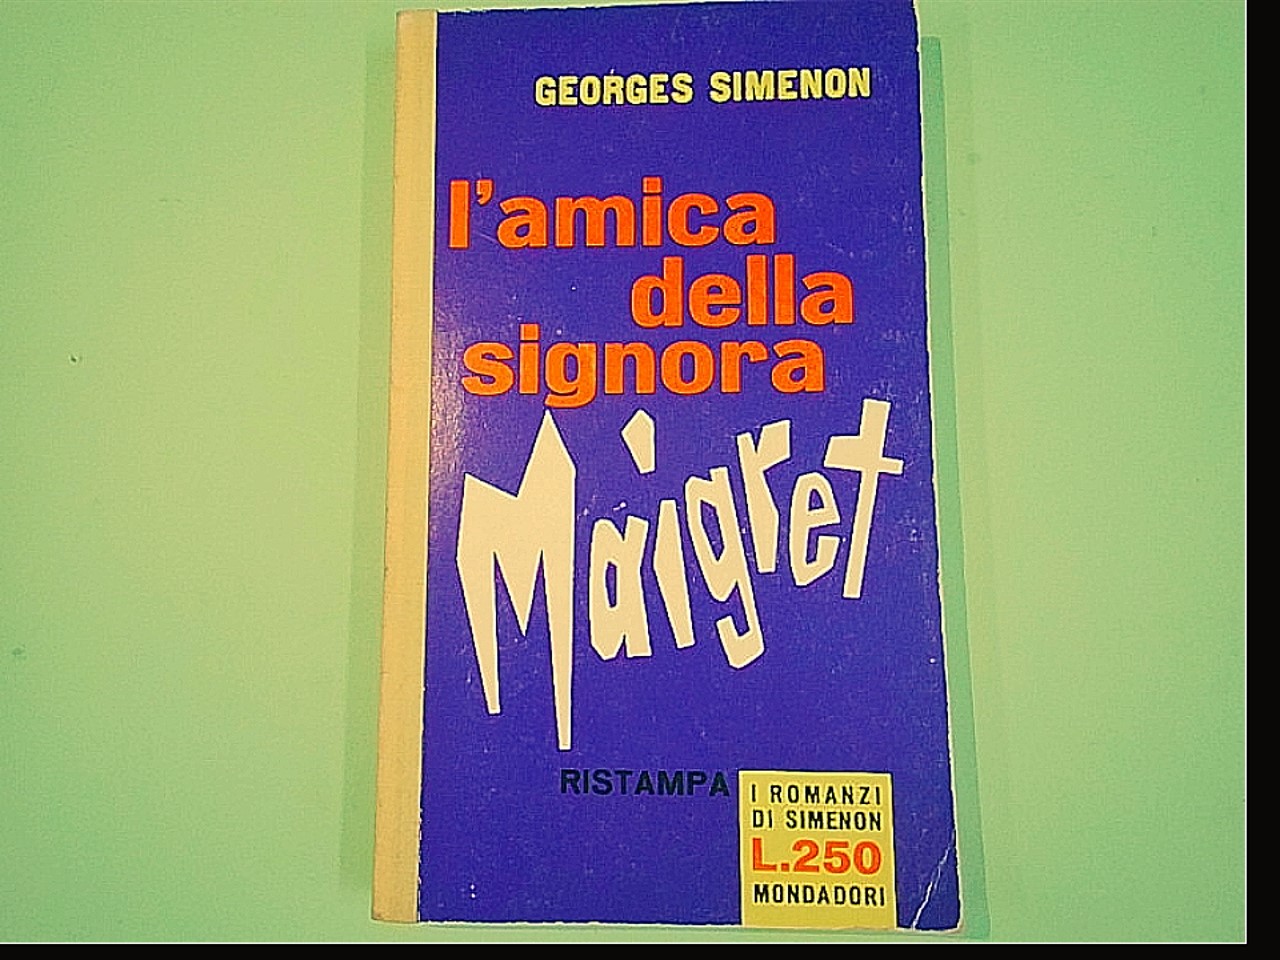 GEORGES SIMENON
l'amica
della
signora
Maigret
RISTAMPA
I ROMANZI
DI SIMENON
L.250
MONDADORI